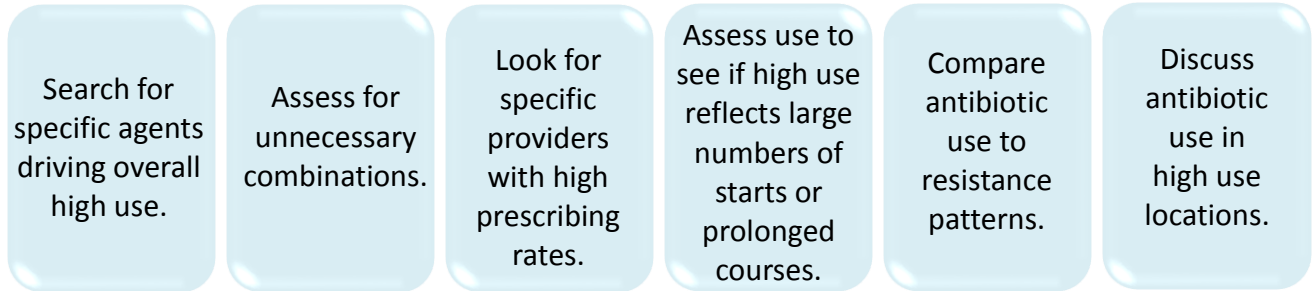 Search for
specific agents
driving overall
high use.
Assess for
unnecessary
combinations.
Look for
specific
providers
with high
prescribing
rates.
Assess use to
see if high use
reflects large
numbers of
starts or
prolonged
courses.
Compare
antibiotic
use to
resistance
patterns.
Discuss
antibiotic
use in
high use
locations.